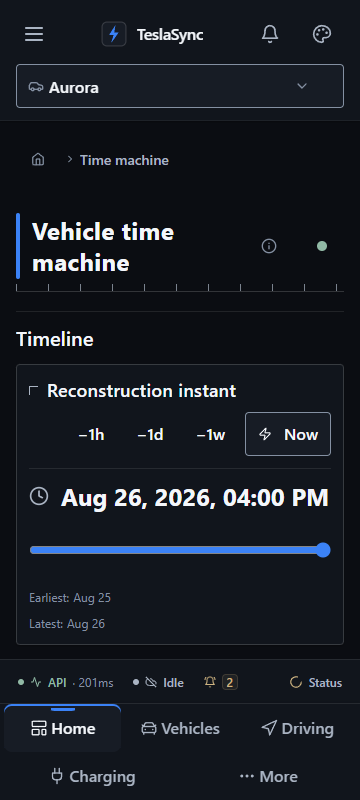 TeslaSync
Aurora
Time machine
Vehicle time
machine
Timeline
Reconstruction instant
−1h −1d −1w Now
Aug 26, 2026, 04:00 PM
Earliest: Aug 25
Latest: Aug 26
API · 201ms Idle 2 Status
Home Vehicles Driving
Charging More